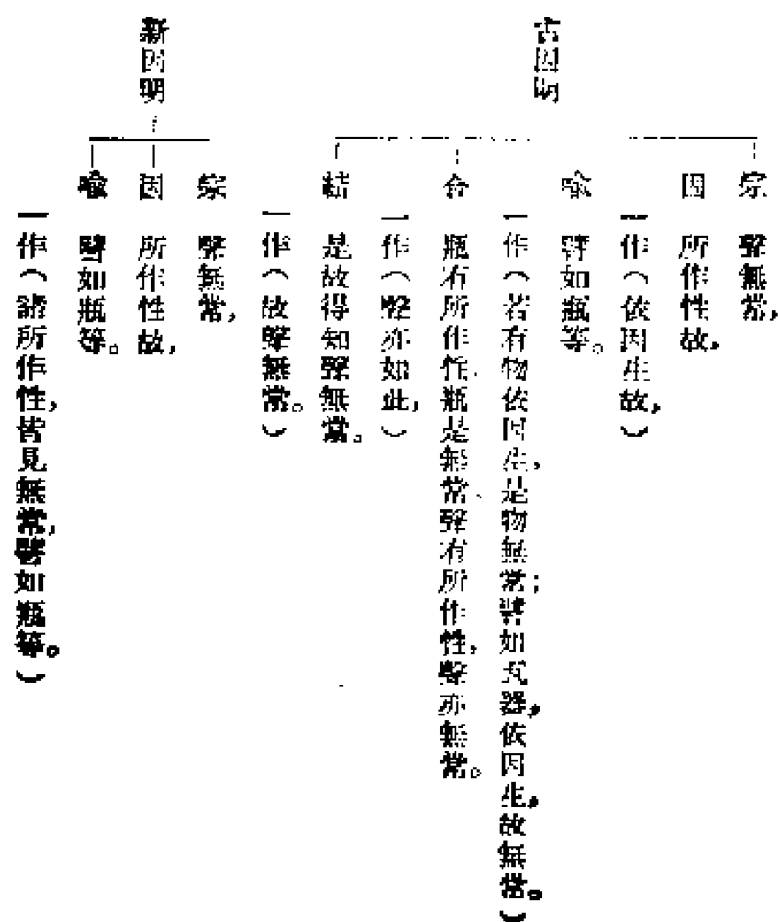 古因明
宗 聲無常,
因 所作性故,
一作(依因生故,)
喩 譬如瓶等。
一作(若有物依因生,是物無常;譬如瓦器,依因生,故無常。)
合 瓶有所作性、瓶是無常、聲有所作性,聲亦無常。
一作(聲亦如此,)
結 是故得知聲無常。
一作(故聲無常。)
新因明
宗 聲無常,
因 所作性故,
喩 譬如瓶等。
一作(諸所作性,皆見無常,譬如瓶等。)